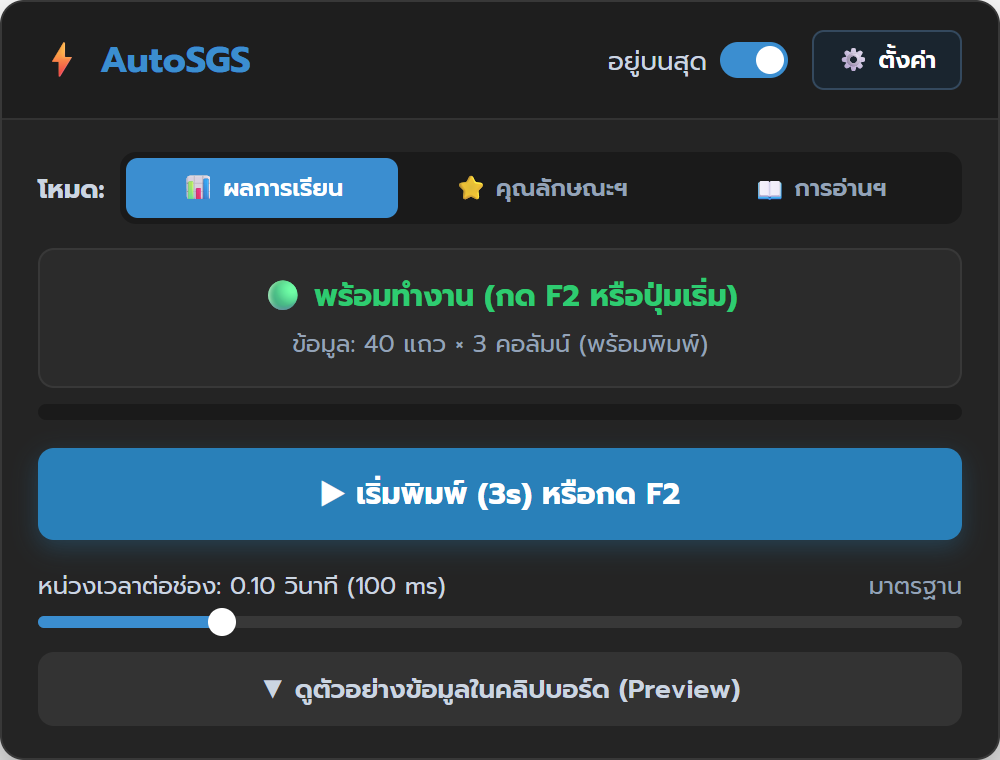 AutoSGS
อยู่บนสุด
ตั้งค่า
โหมด:
ผลการเรียน
คุณลักษณะฯ
การอ่านฯ
พร้อมทำงาน (กด F2 หรือปุ่มเริ่ม)
ข้อมูล: 40 แถว × 3 คอลัมน์ (พร้อมพิมพ์)
▶ เริ่มพิมพ์ (3s) หรือกด F2
หน่วงเวลาต่อช่อง: 0.10 วินาที (100 ms)
มาตรฐาน
▼ ดูตัวอย่างข้อมูลในคลิปบอร์ด (Preview)